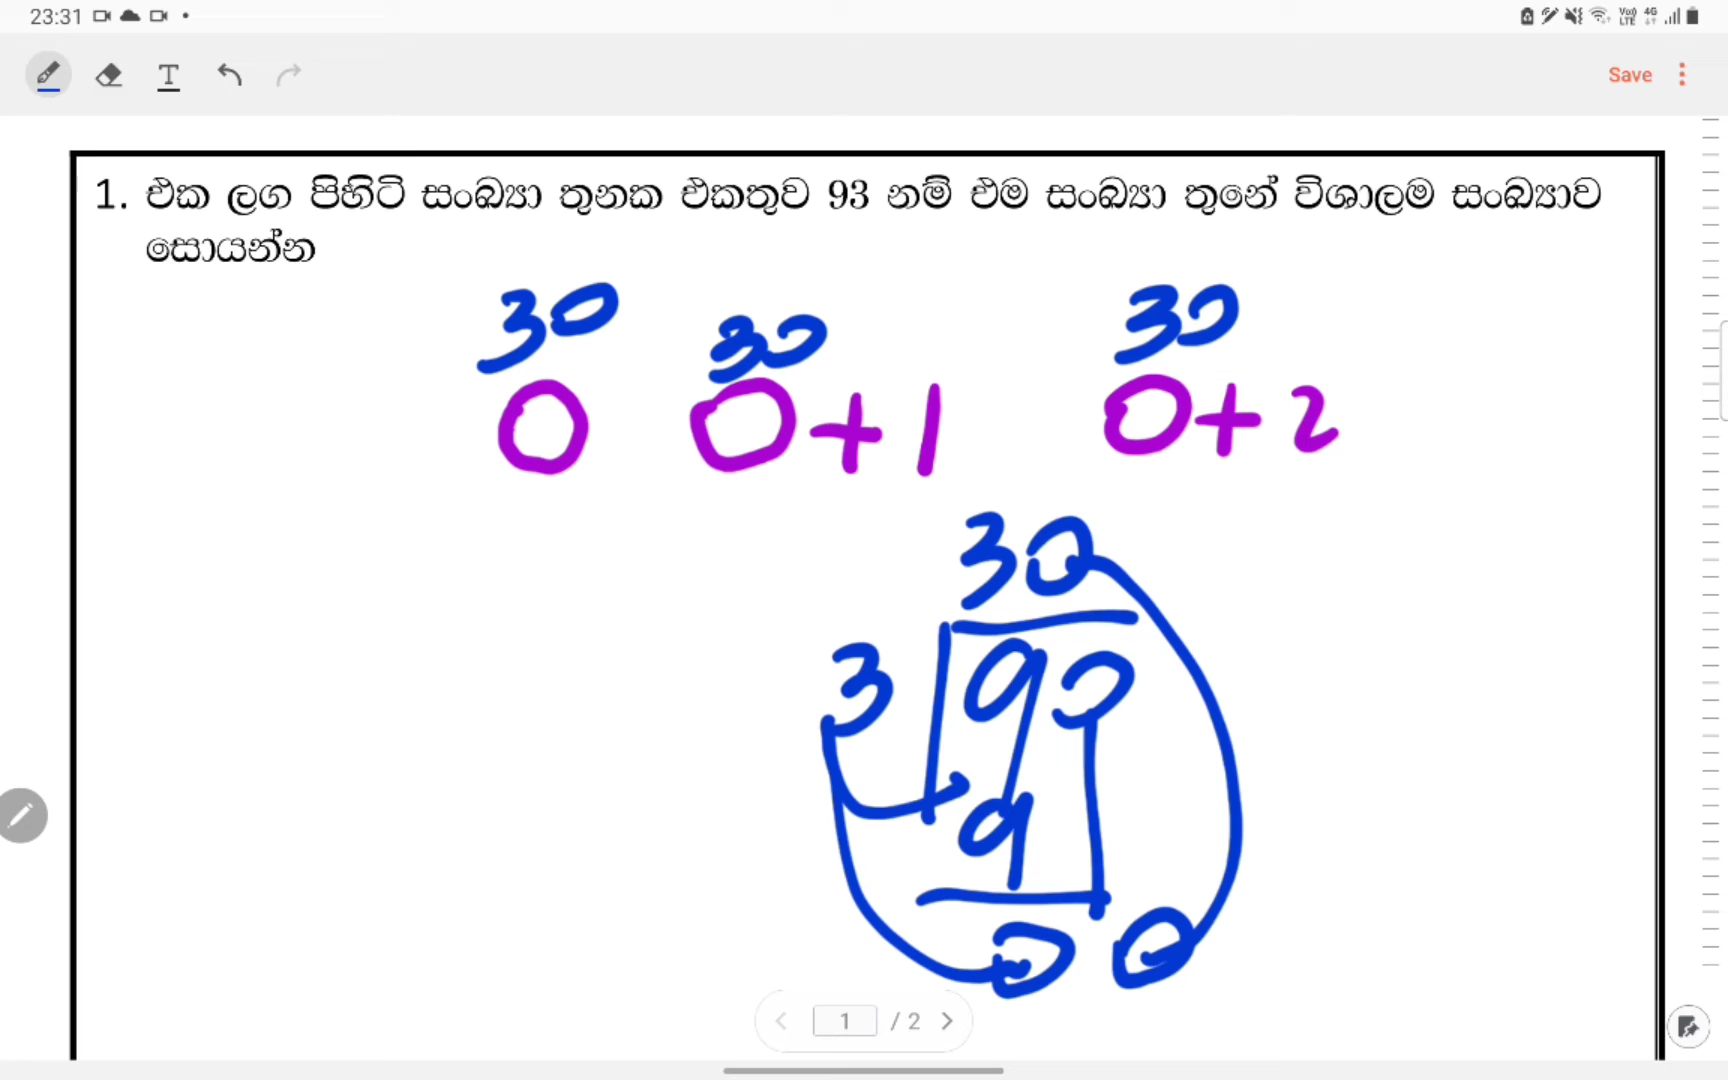 23:31
Save
1. එක ලග පිහිටි සංඛ්‍යා තුනක එකතුව 93 නම් එම සංඛ්‍යා තුනේ විශාලම සංඛ්‍යාව
සොයන්න
30 30 30
0 0+1 0+2
30
3 93
9
1 / 2